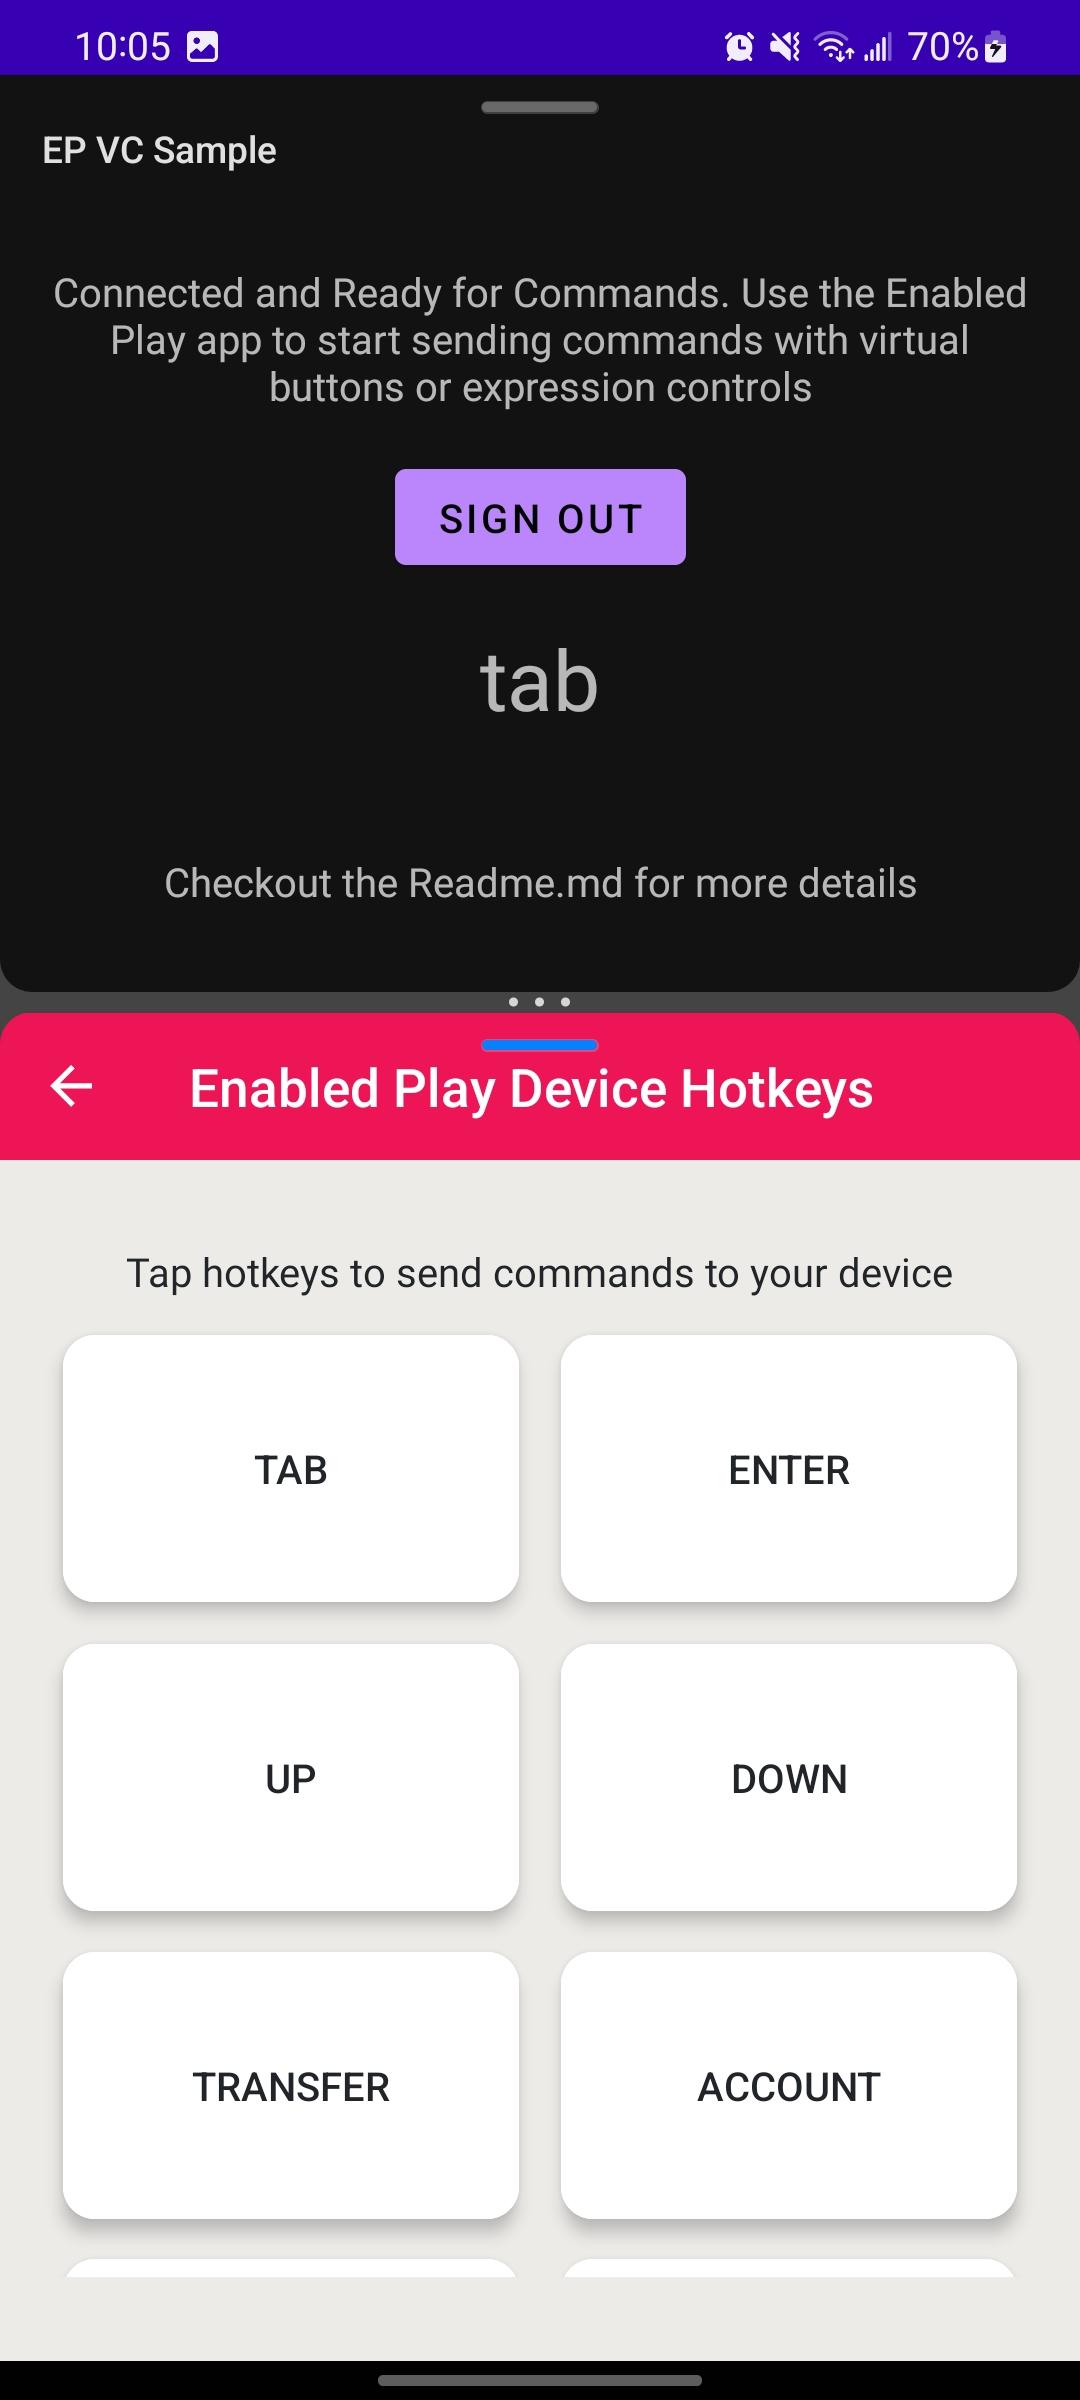 10:05
70%
EP VC Sample
Connected and Ready for Commands. Use the Enabled
Play app to start sending commands with virtual
buttons or expression controls
SIGN OUT
tab
Checkout the Readme.md for more details
Enabled Play Device Hotkeys
Tap hotkeys to send commands to your device
TAB
ENTER
UP
DOWN
TRANSFER
ACCOUNT